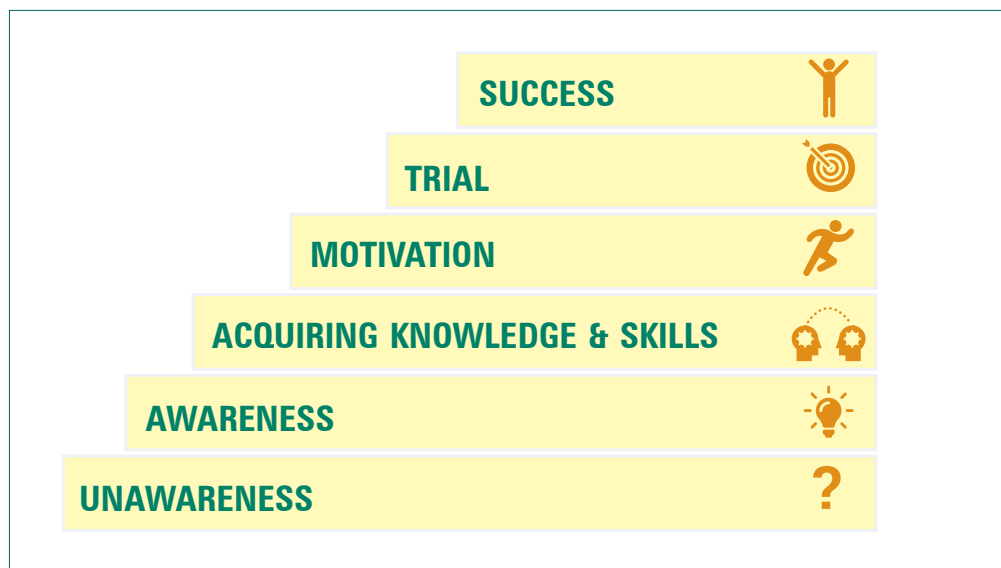 SUCCESS
TRIAL
MOTIVATION
ACQUIRING KNOWLEDGE & SKILLS
AWARENESS
UNAWARENESS ?